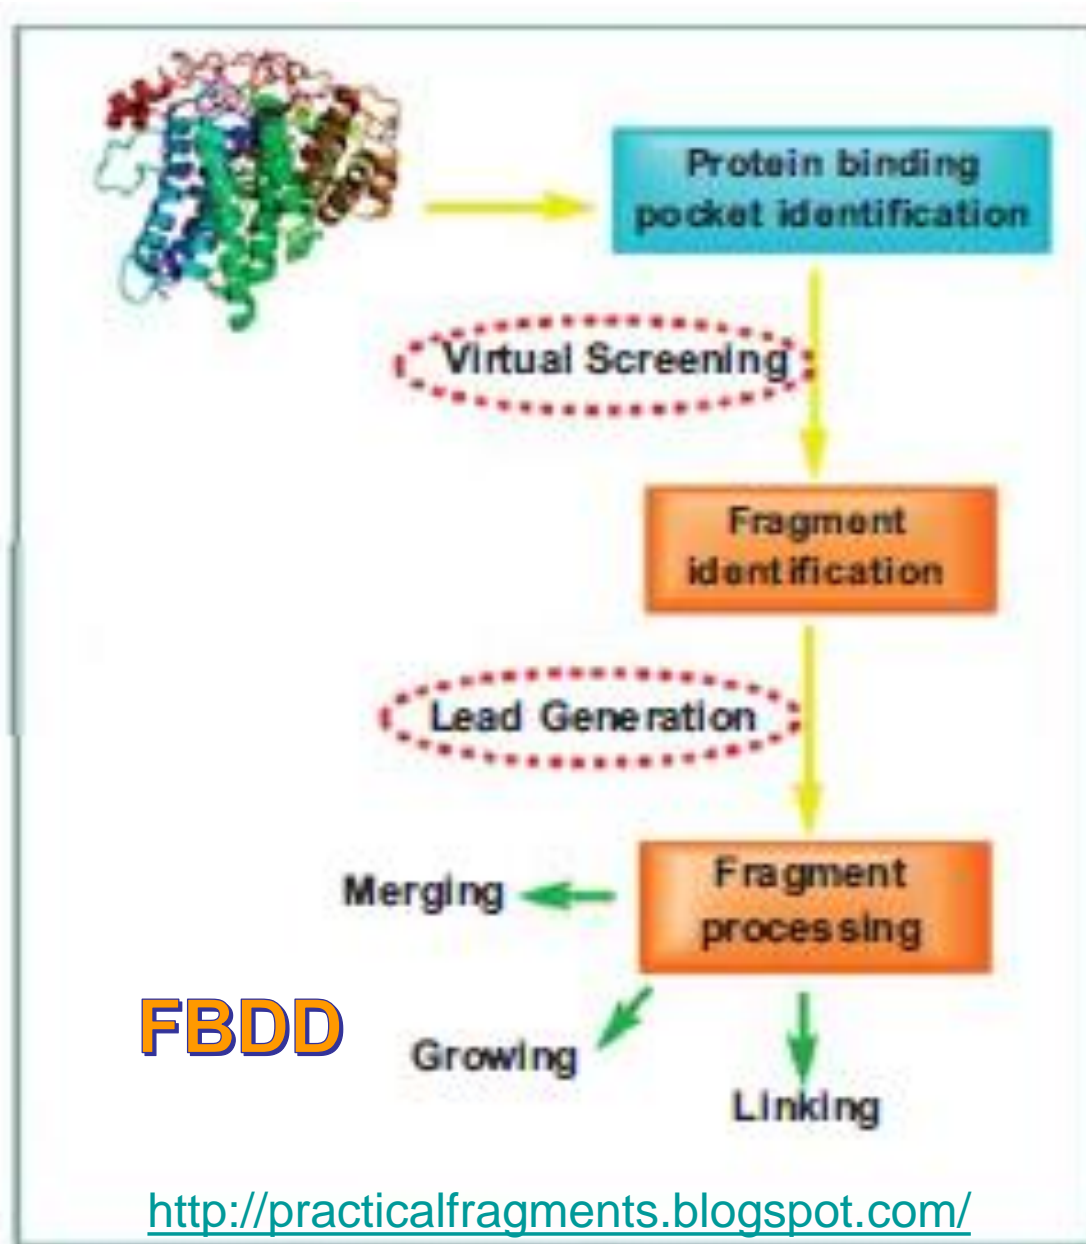 Protein binding
pocket identification
Virtual Screening
Fragment
identification
Lead Generation
Fragment
processing
Merging
FBDD
Growing
Linking
http://practicalfragments.blogspot.com/